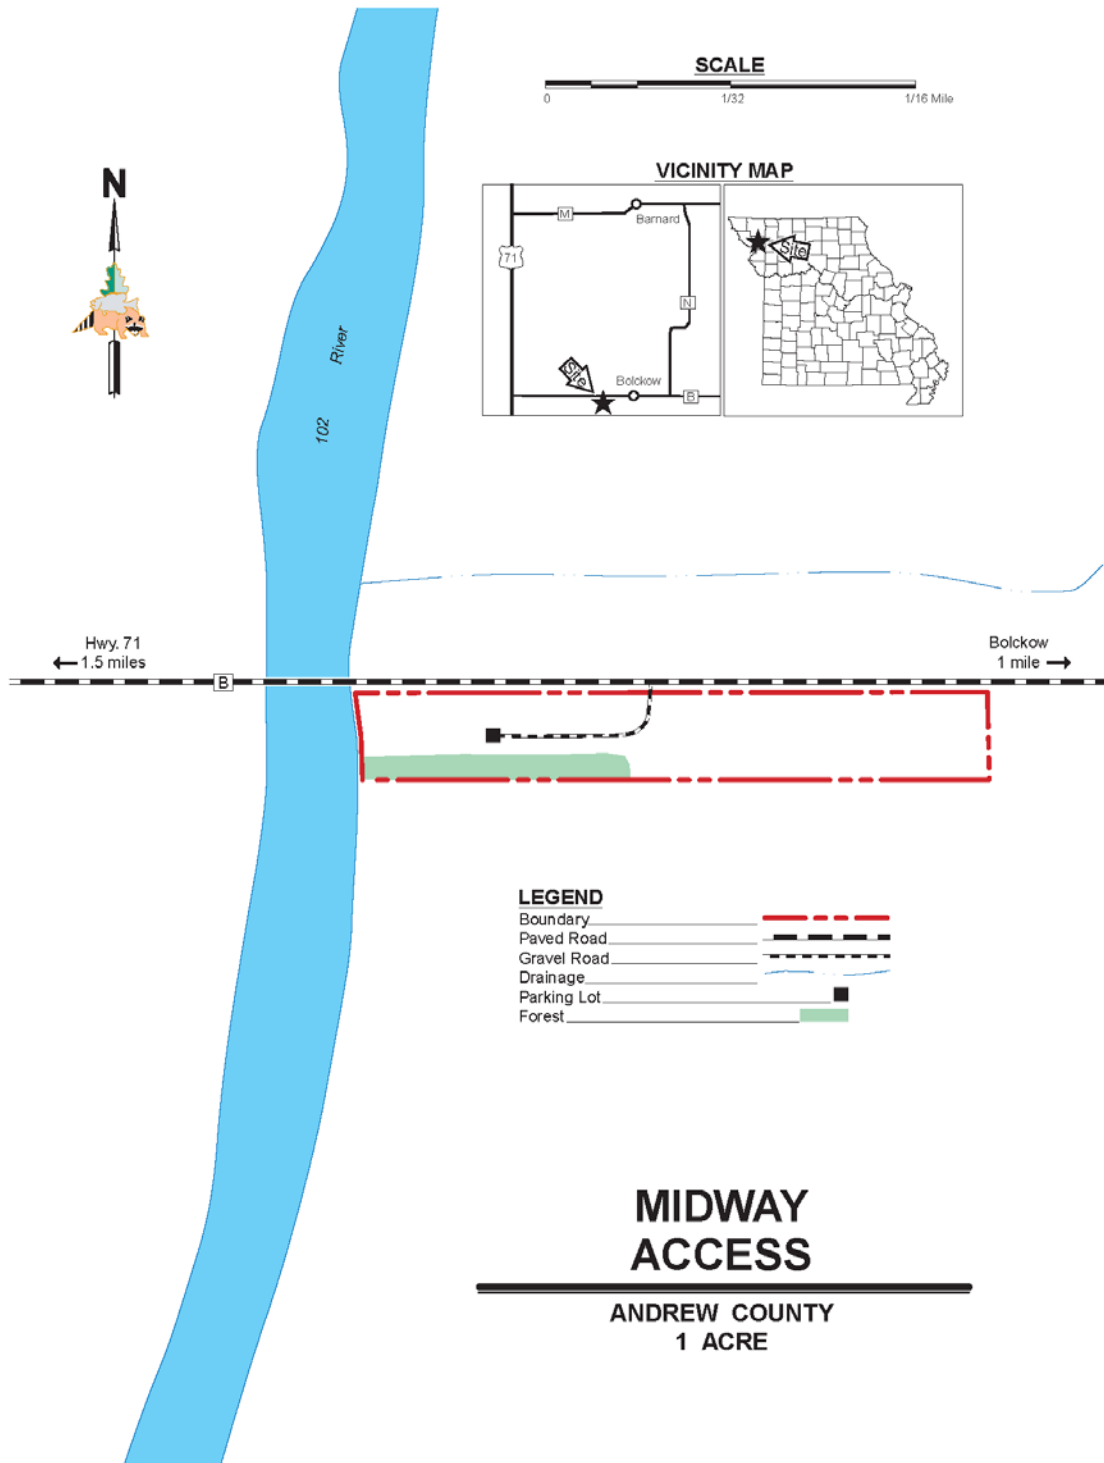 SCALE
0 1/32 1/16 Mile
N
VICINITY MAP
M
Barnard
71
N
Site
Bolckow
B
Site
River
102
Hwy. 71
1.5 miles
Bolckow
1 mile
B
LEGEND
Boundary
Paved Road
Gravel Road
Drainage
Parking Lot
Forest
MIDWAY
ACCESS
ANDREW COUNTY
1 ACRE